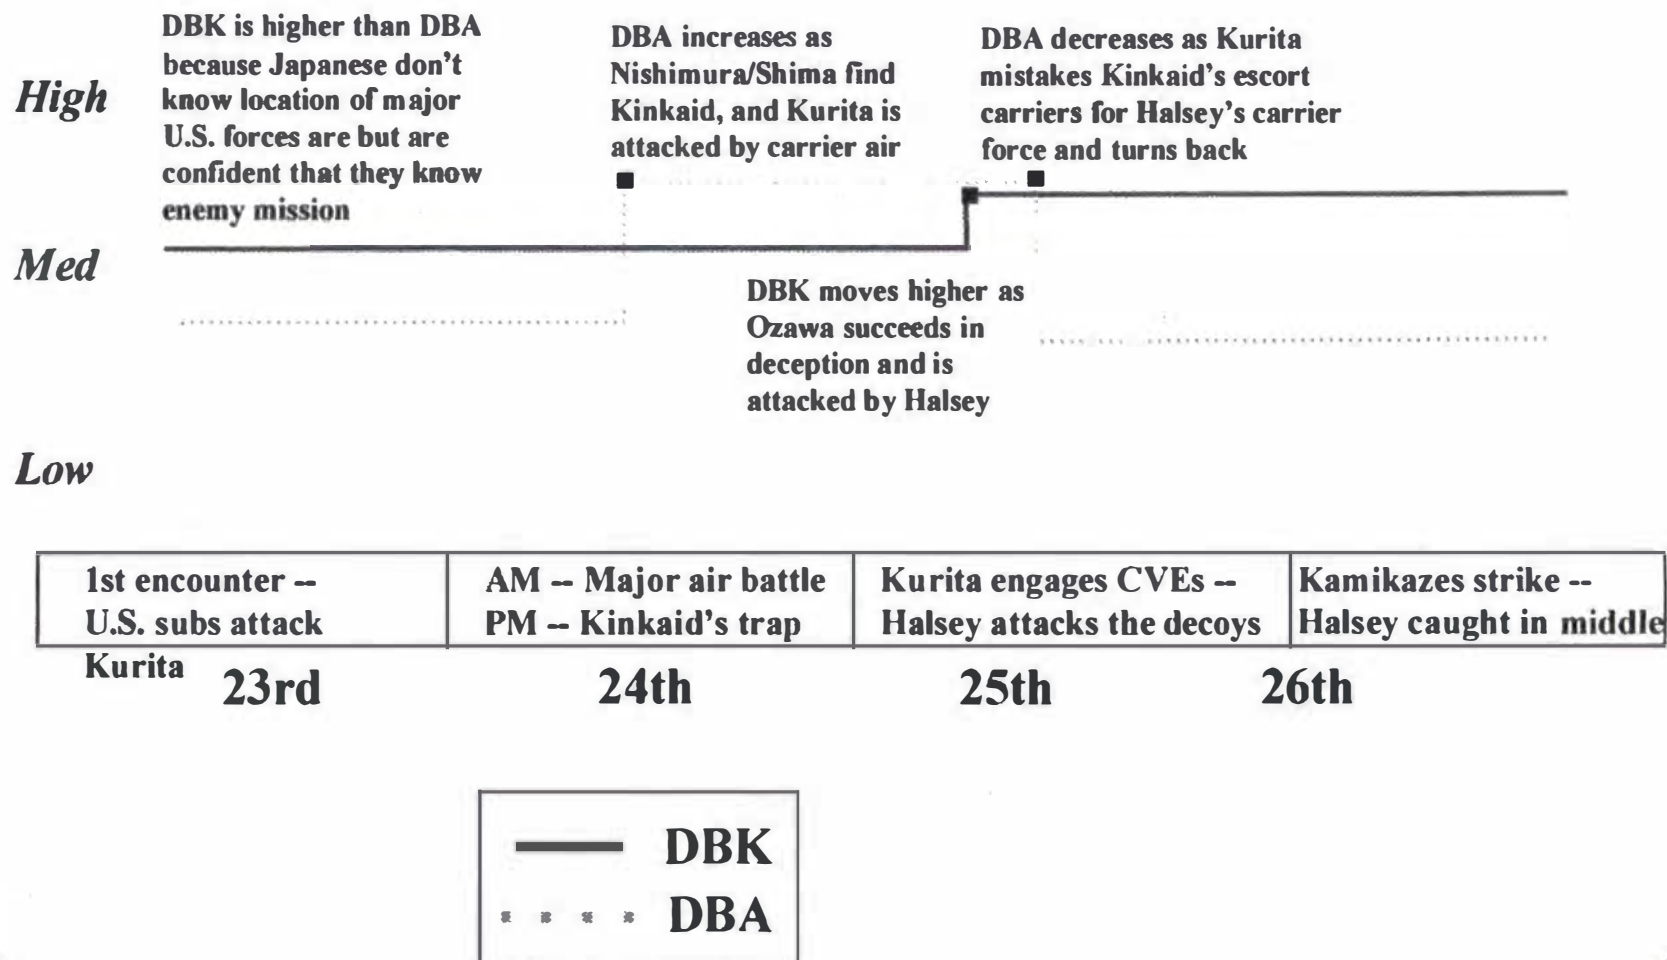 DBK is higher than DBA
because Japanese don't
know location of major
U.S. forces are but are
confident that they know
enemy mission
DBA increases as
Nishimura/Shima find
Kinkaid, and Kurita is
attacked by carrier air
DBA decreases as Kurita
mistakes Kinkaid's escort
carriers for Halsey's carrier
force and turns back
High
Med
DBK moves higher as
Ozawa succeeds in
deception and is
attacked by Halsey
Low
1st encounter --
U.S. subs attack
Kurita
AM -- Major air battle
PM -- Kinkaid's trap
Kurita engages CVEs --
Halsey attacks the decoys
Kamikazes strike --
Halsey caught in middle
23rd
24th
25th
26th
DBK
DBA